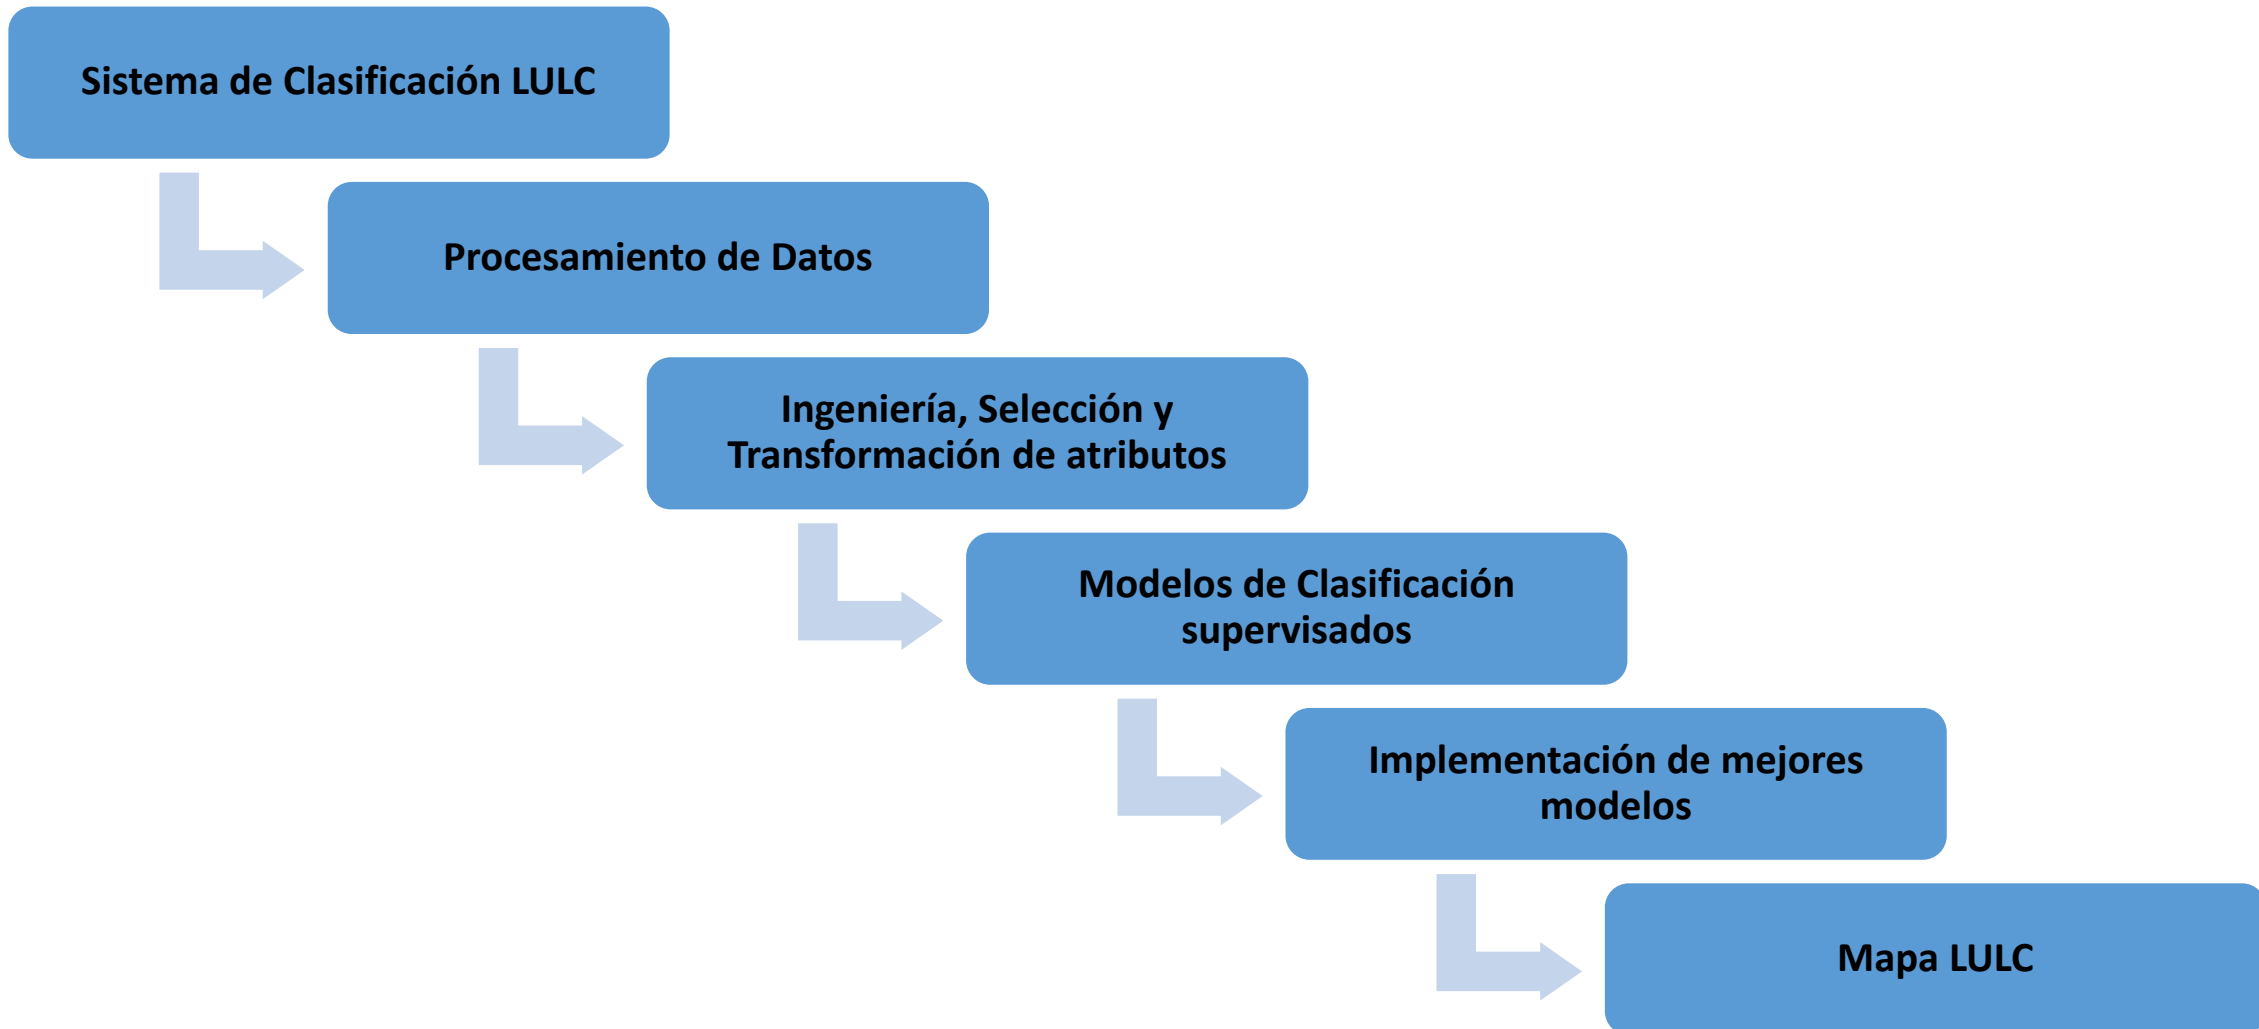 Sistema de Clasificación LULC
Procesamiento de Datos
Ingeniería, Selección y
Transformación de atributos
Modelos de Clasificación
supervisados
Implementación de mejores
modelos
Mapa LULC